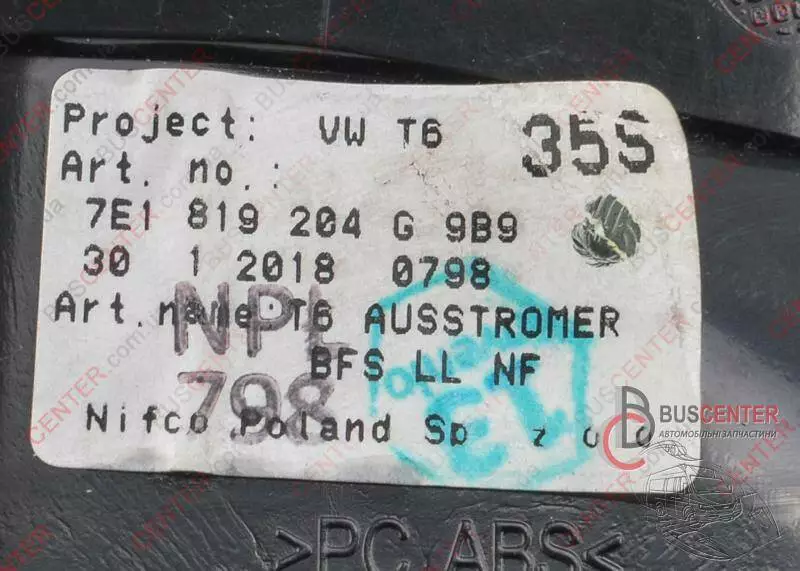 Project: VW T6 35S
Art. no.:
7E1 819 204 G 9B9
30 1 2018 0798
Art.name T6 AUSSTROMER
NPL
BFS LL NF
798
Nifco Poland Sp z o o
E1
BUSCENTER
АВТОМОБІЛЬНІ ЗАПЧАСТИНИ
>PC ABS<